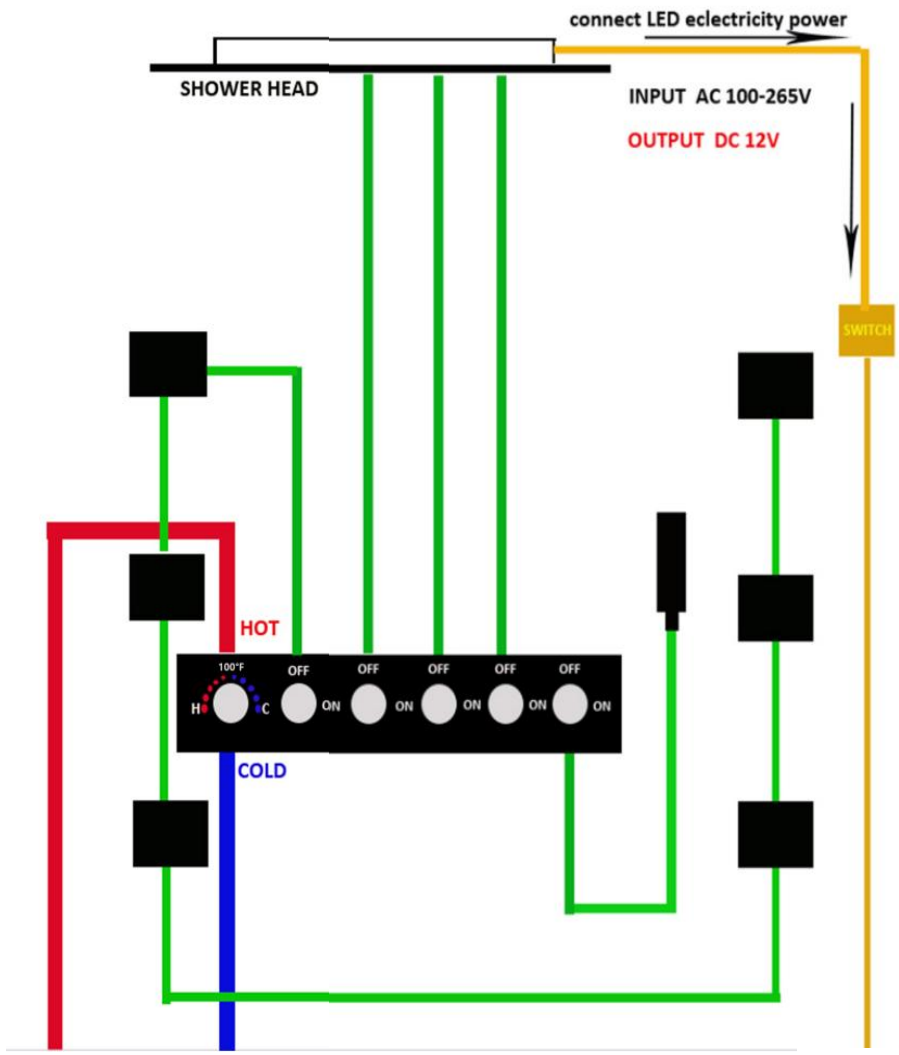 connect LED eclectricity power
SHOWER HEAD
INPUT AC 100-265V
OUTPUT DC 12V
SWITCH
HOT
100°F
H
C
OFF
ON
OFF
ON
OFF
ON
OFF
ON
OFF
ON
COLD